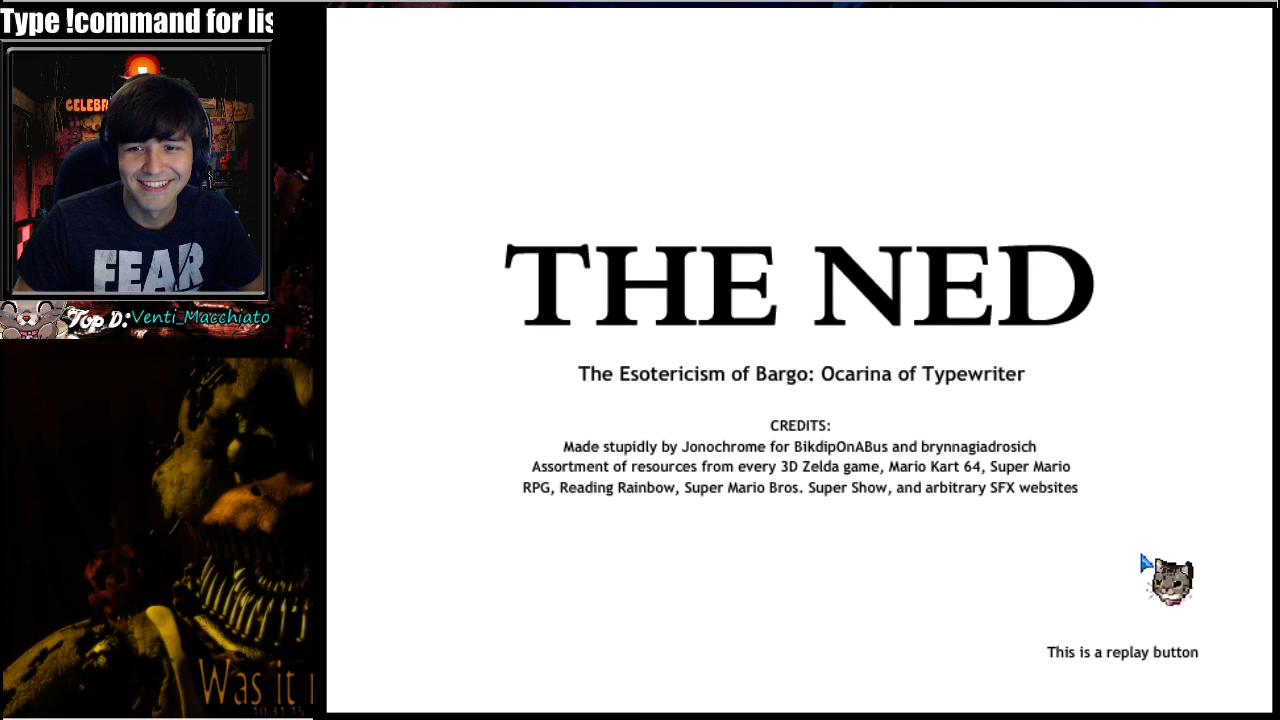 Type !command for lis
CELEBR
FEAR
Top D: Venti_Macchiato
Was it
10.31.15
THE NED
The Esotericism of Bargo: Ocarina of Typewriter
CREDITS:
Made stupidly by Jonochrome for BikdipOnABus and brynnagiadrosich
Assortment of resources from every 3D Zelda game, Mario Kart 64, Super Mario
RPG, Reading Rainbow, Super Mario Bros. Super Show, and arbitrary SFX websites
This is a replay button